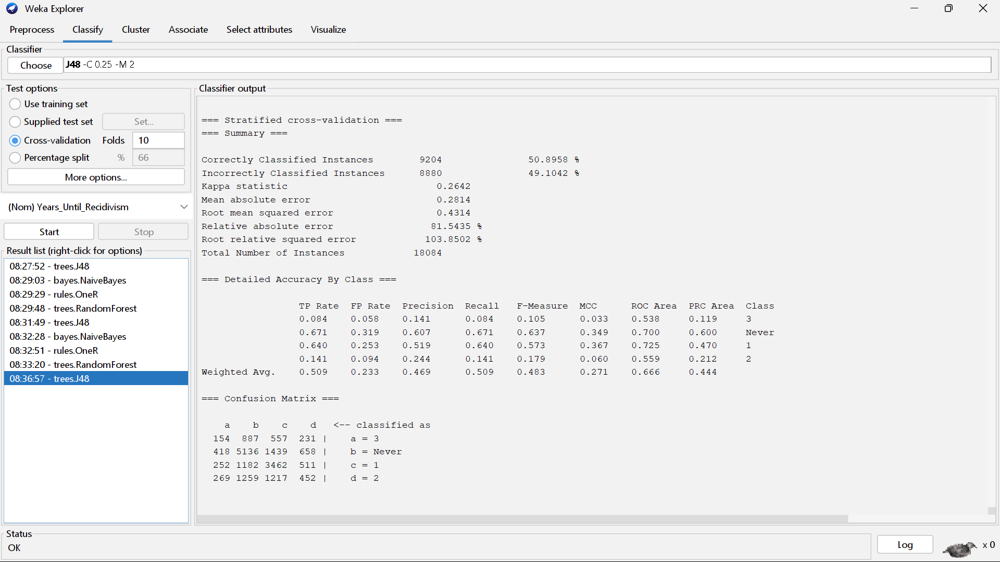 Weka Explorer
Preprocess Classify Cluster Associate Select attributes Visualize
Classifier
Choose J48 -C 0.25 -M 2
Test options
Use training set
Supplied test set Set...
Cross-validation Folds 10
Percentage split % 66
More options...
(Nom) Years_Until_Recidivism
Start Stop
Result list (right-click for options)
08:27:52 - trees.J48
08:29:03 - bayes.NaiveBayes
08:29:29 - rules.OneR
08:29:48 - trees.RandomForest
08:31:49 - trees.J48
08:32:28 - bayes.NaiveBayes
08:32:51 - rules.OneR
08:33:20 - trees.RandomForest
08:36:57 - trees.J48
Classifier output
=== Stratified cross-validation ===
=== Summary ===
Correctly Classified Instances 9204 50.8958 %
Incorrectly Classified Instances 8880 49.1042 %
Kappa statistic 0.2642
Mean absolute error 0.2814
Root mean squared error 0.4314
Relative absolute error 81.5435 %
Root relative squared error 103.8502 %
Total Number of Instances 18084
=== Detailed Accuracy By Class ===
TP Rate FP Rate Precision Recall F-Measure MCC ROC Area PRC Area Class
0.084 0.058 0.141 0.084 0.105 0.033 0.538 0.119 3
0.671 0.319 0.607 0.671 0.637 0.349 0.700 0.600 Never
0.640 0.253 0.519 0.640 0.573 0.367 0.725 0.470 1
0.141 0.094 0.244 0.141 0.179 0.060 0.559 0.212 2
Weighted Avg. 0.509 0.233 0.469 0.509 0.483 0.271 0.666 0.444
=== Confusion Matrix ===
a b c d <-- classified as
154 887 557 231 | a = 3
418 5136 1439 658 | b = Never
252 1182 3462 511 | c = 1
269 1259 1217 452 | d = 2
Status
OK
Log x 0